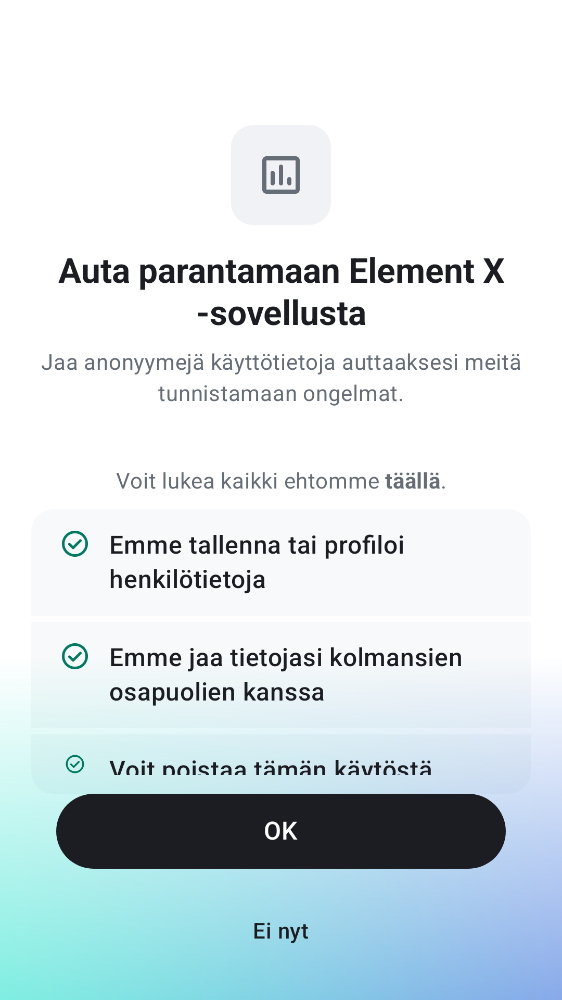 Auta parantamaan Element X
-sovellusta
Jaa anonyymejä käyttötietoja auttaaksesi meitä
tunnistamaan ongelmat.
Voit lukea kaikki ehtomme täällä.
Emme tallenna tai profiloi
henkilötietoja
Emme jaa tietojasi kolmansien
osapuolien kanssa
Voit poistaa tämän käytöstä
OK
Ei nyt